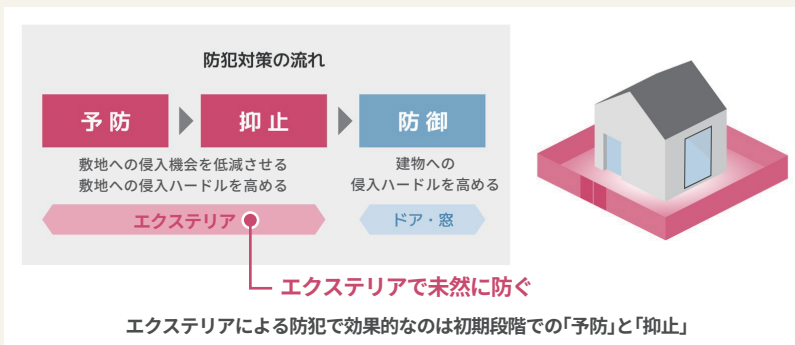 防犯対策の流れ
予防
抑止
防御
敷地への侵入機会を低減させる
敷地への侵入ハードルを高める
建物への
侵入ハードルを高める
エクステリア
ドア・窓
エクステリアで未然に防ぐ
エクステリアによる防犯で効果的なのは初期段階での「予防」と「抑止」